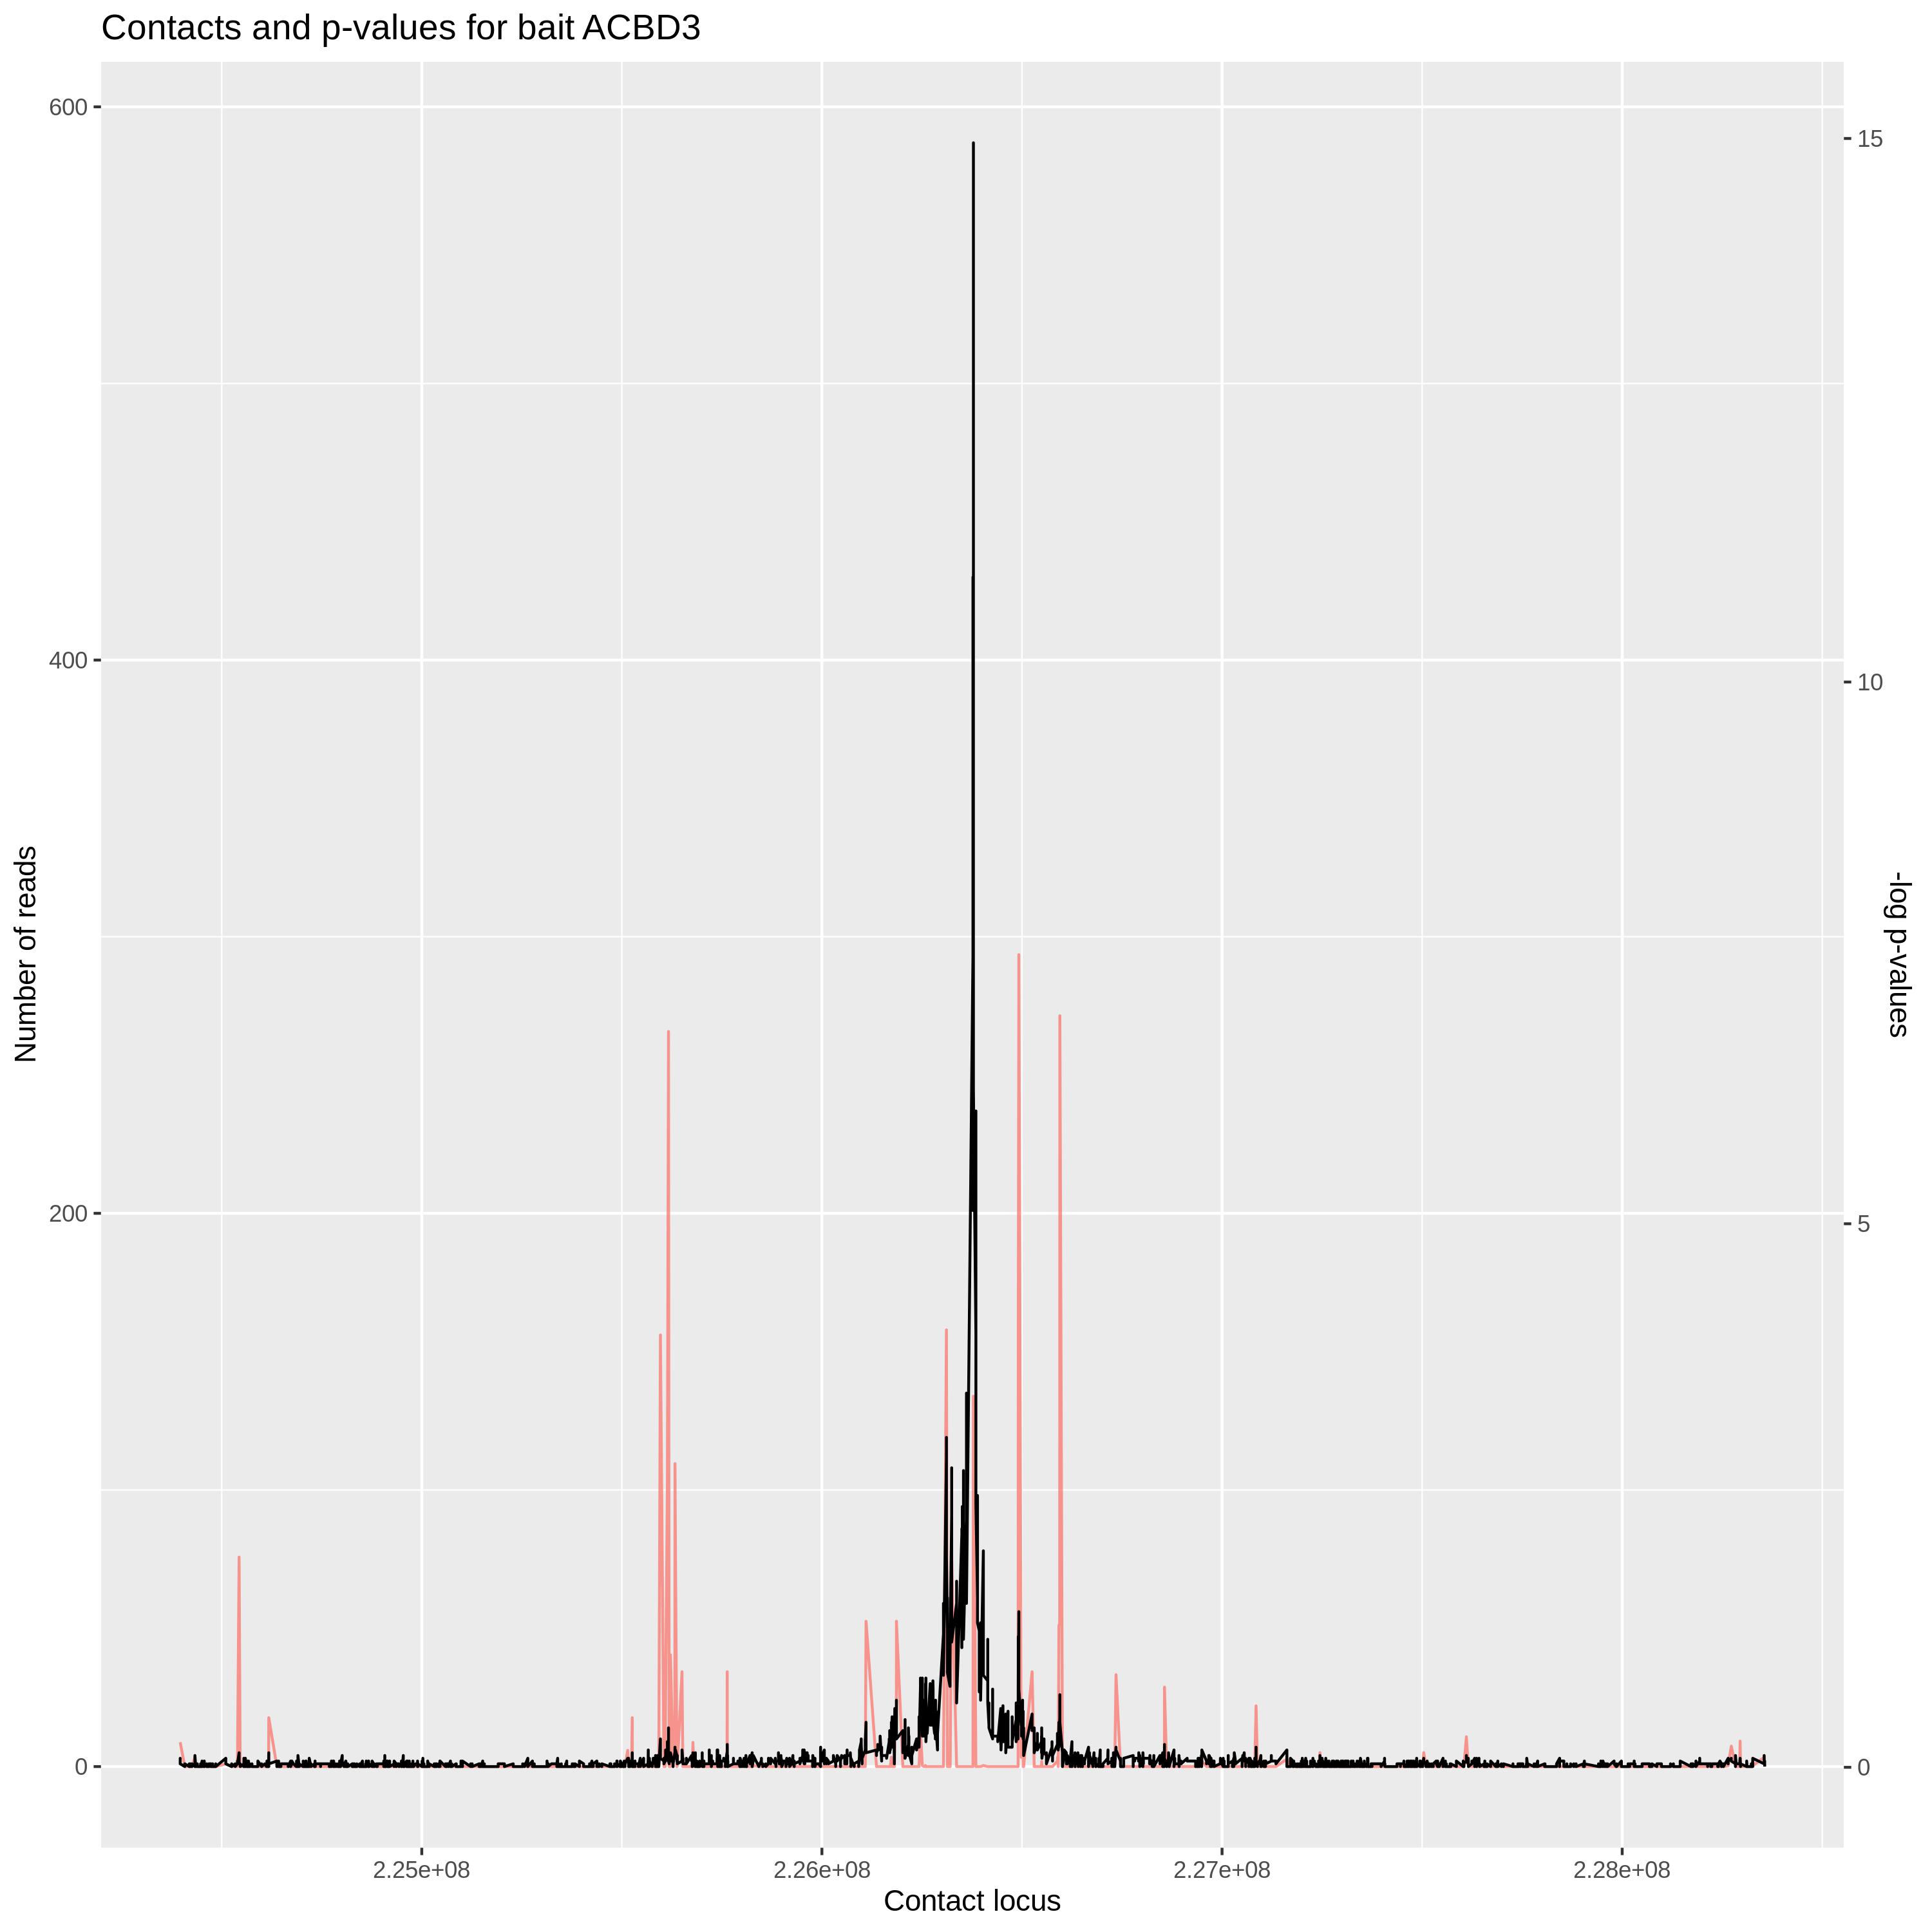 Contacts and p-values for bait ACBD3
600
400
200
0
Number of reads
15
10
5
0
-log p-values
2.25e+08
2.26e+08
2.27e+08
2.28e+08
Contact locus